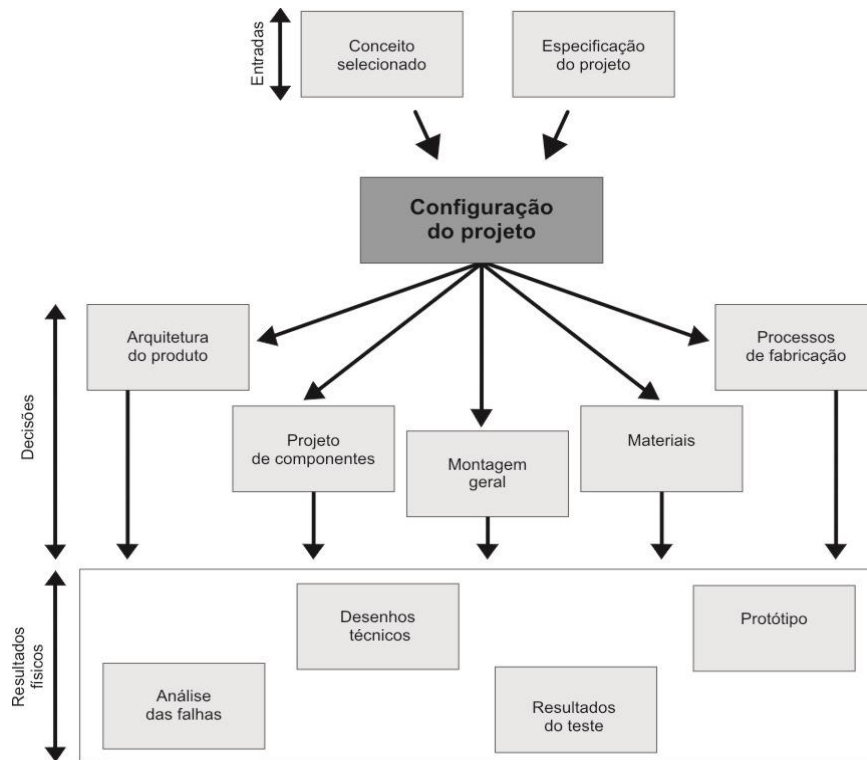 Entradas
Conceito
selecionado
Especificação
do projeto
Configuração
do projeto
Decisões
Arquitetura
do produto
Processos
de fabricação
Projeto
de componentes
Montagem
geral
Materiais
Resultados
físicos
Desenhos
técnicos
Protótipo
Análise
das falhas
Resultados
do teste